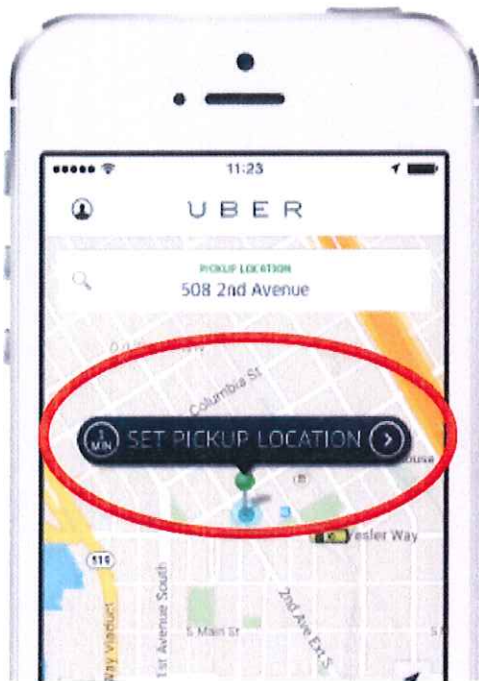 11:23
UBER
PICKUP LOCATION
508 2nd Avenue
Columbia St
1 MIN SET PICKUP LOCATION
Yesler Way
519
1st Avenue South
2nd Ave Ext S
S Main St
Way Viaduct